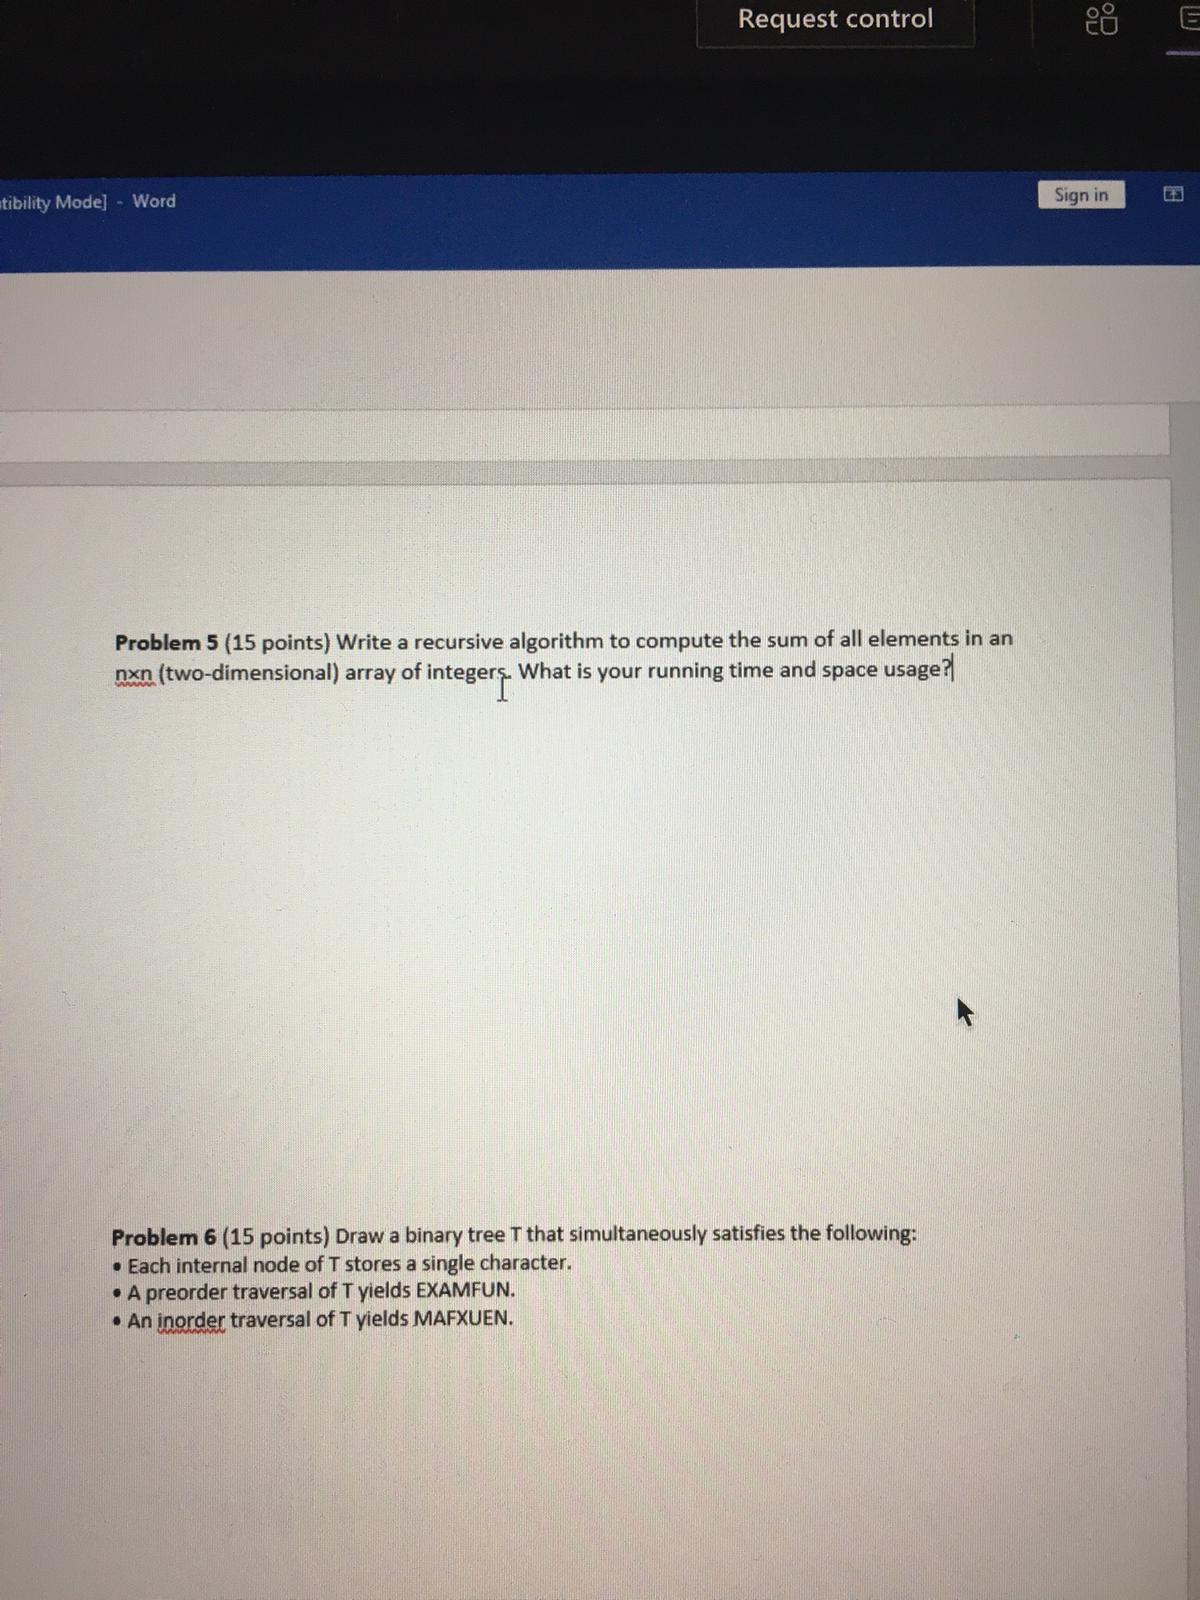 Request control
tibility Mode] - Word
Sign in
Problem 5 (15 points) Write a recursive algorithm to compute the sum of all elements in an
n×n (two-dimensional) array of integers. What is your running time and space usage?
Problem 6 (15 points) Draw a binary tree T that simultaneously satisfies the following:
• Each internal node of T stores a single character.
• A preorder traversal of T yields EXAMFUN.
• An inorder traversal of T yields MAFXUEN.